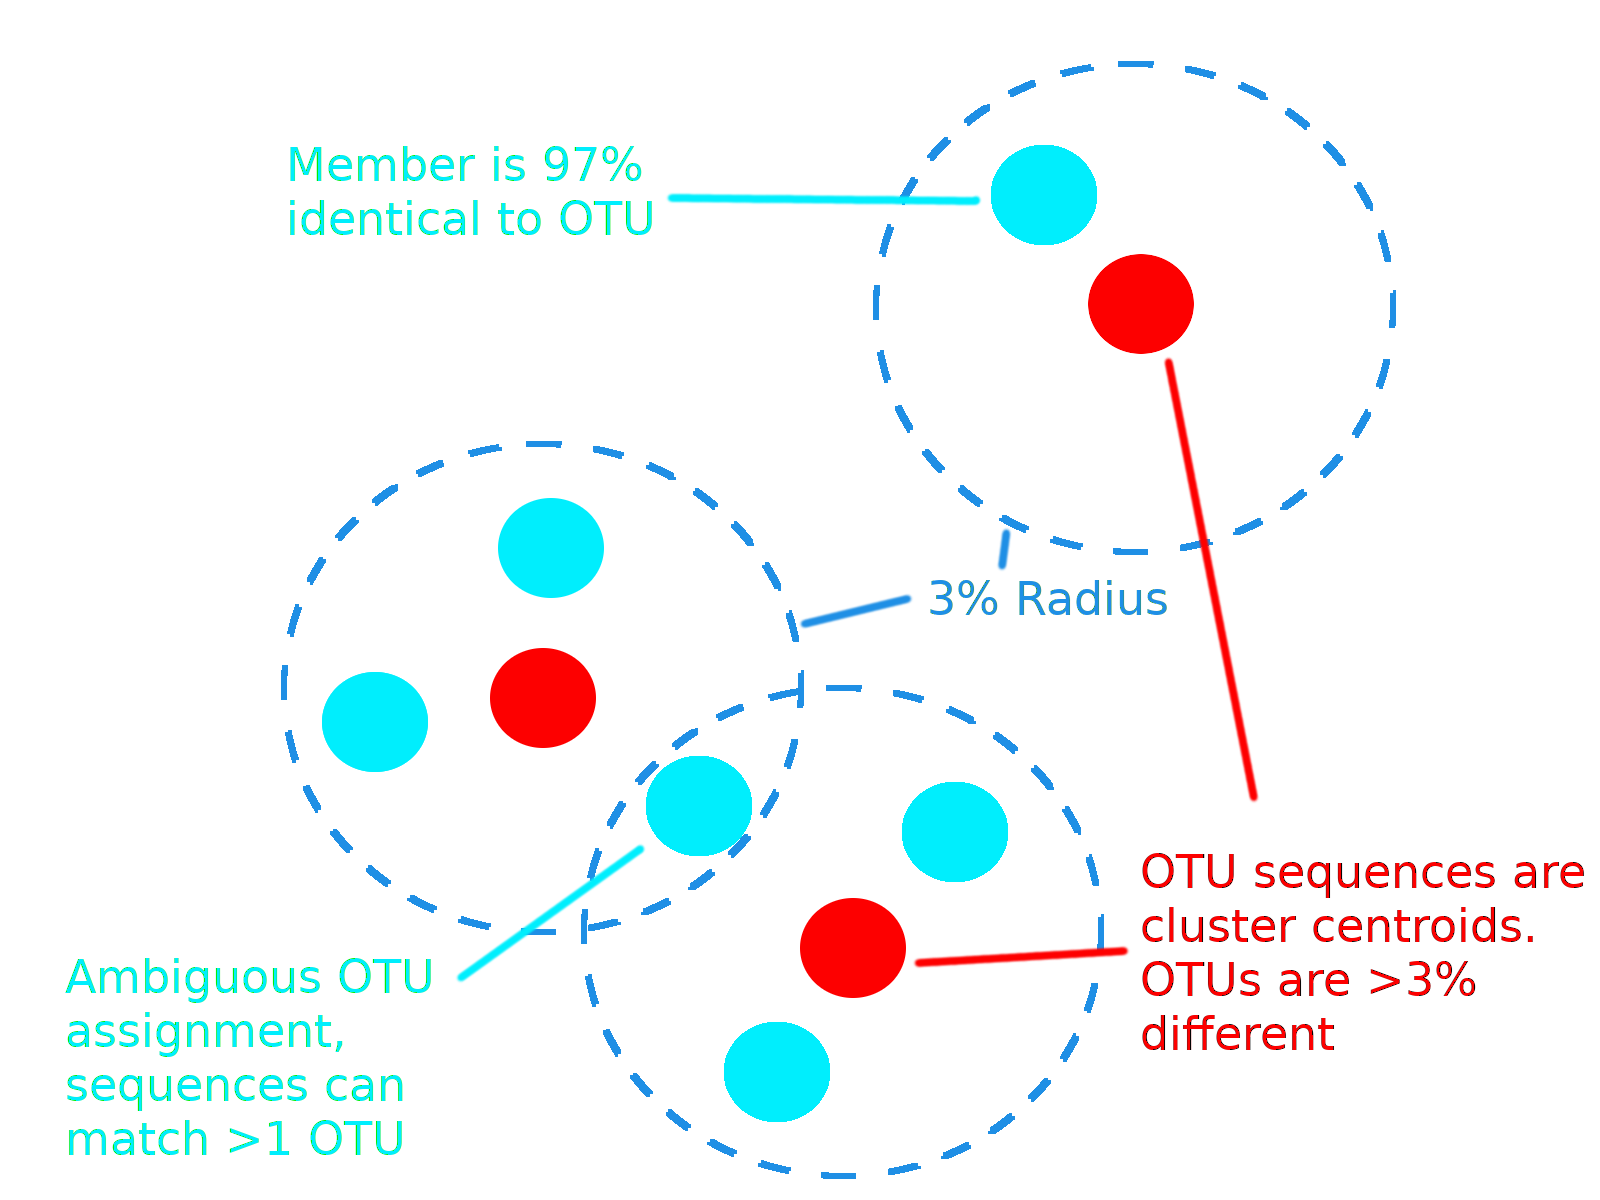 Member is 97%
identical to OTU
3% Radius
OTU sequences are
cluster centroids.
OTUs are >3%
different
Ambiguous OTU
assignment,
sequences can
match >1 OTU